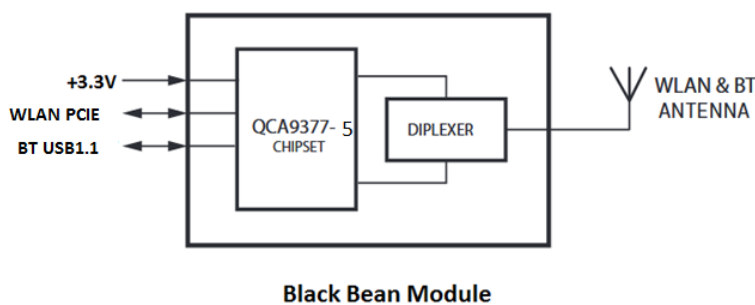 +3.3V
WLAN PCIE
BT USB1.1
QCA9377- 5
CHIPSET
DIPLEXER
WLAN & BT
ANTENNA
Black Bean Module